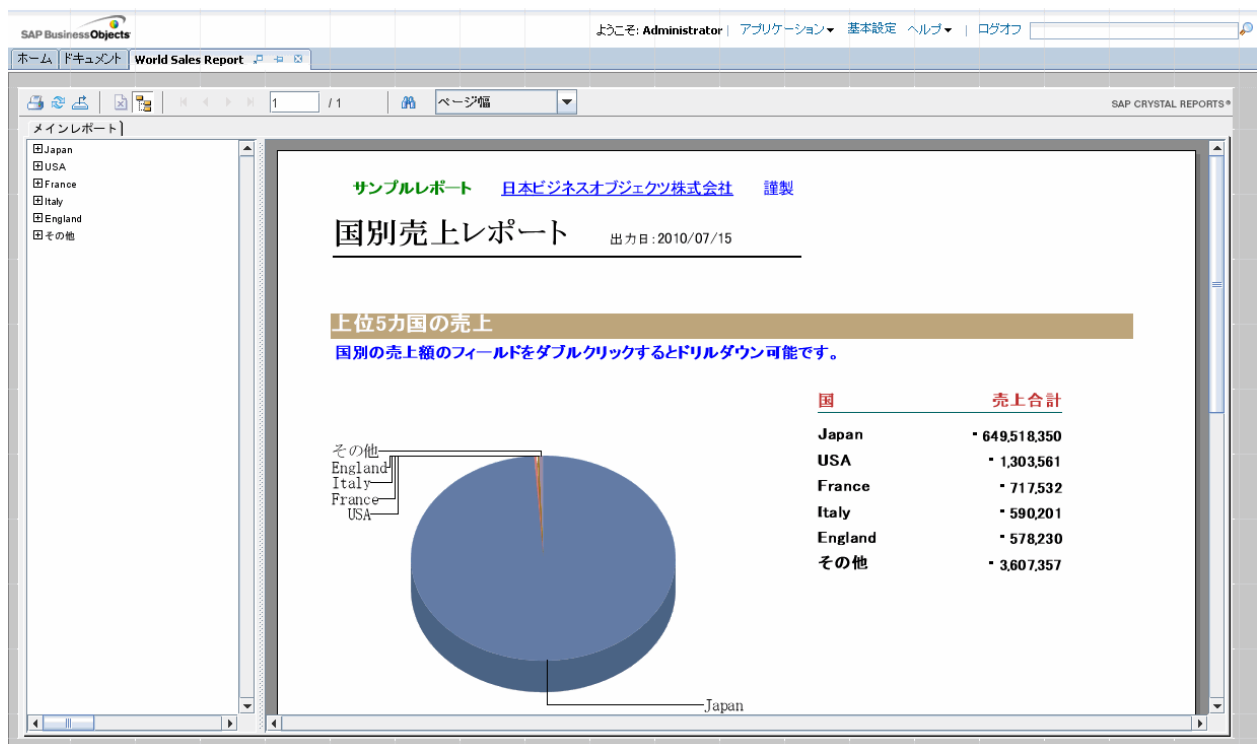 SAP BusinessObjects ようこそ: Administrator | アプリケーション▼ 基本設定 ヘルプ▼ | ログオフ
ホーム ドキュメント World Sales Report
1 / 1 ページ幅 SAP CRYSTAL REPORTS®
メインレポート
Japan
USA
France
Italy
England
その他
サンプルレポート 日本ビジネスオブジェクツ株式会社 謹製
国別売上レポート 出力日:2010/07/15
上位5カ国の売上
国別の売上額のフィールドをダブルクリックするとドリルダウン可能です。
国 売上合計
Japan 649,518,350
USA 1,303,561
France 717,532
Italy 590,201
England 578,230
その他 3,607,357
その他
England
Italy
France
USA
Japan